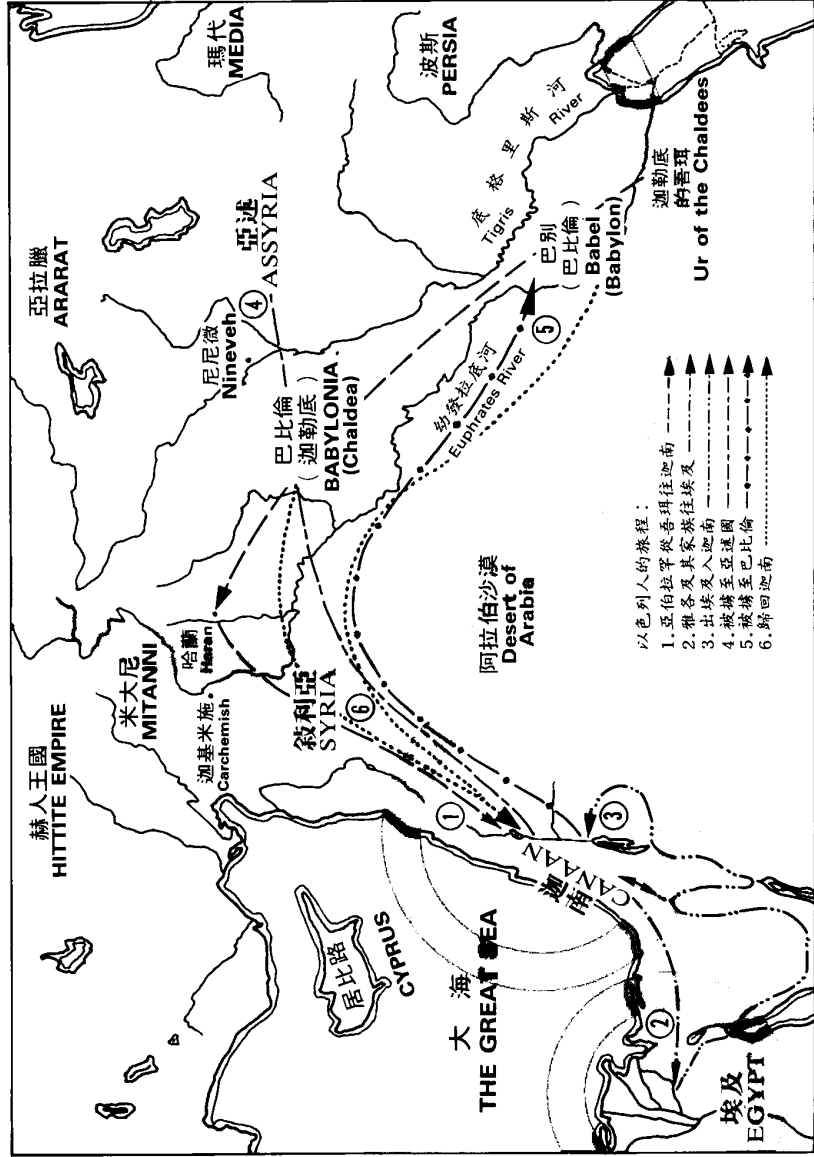 赫人王國
HITTITE EMPIRE
米大尼
MITANNI
迦基米施
Carchemish
哈蘭
Haran
亞拉臘
ARARAT
瑪代
MEDIA
尼尼微
Nineveh
④
亞述
ASSYRIA
巴比倫
(迦勒底)
BABYLONIA
(Chaldea)
波斯
PERSIA
底格里斯河
Tigris River
幼發拉底河
Euphrates River
⑤
巴別
(巴比倫)
Babel
(Babylon)
迦勒底
的吾珥
Ur of the Chaldees
居比路
CYPRUS
敘利亞
SYRIA
⑥
①
大海
THE GREAT SEA
迦南
CANAAN
③
②
埃及
EGYPT
阿拉伯沙漠
Desert of
Arabia
以色列人的旅程：
1.亞伯拉罕從吾珥往迦南
2.雅各及其家族往埃及
3.出埃及入迦南
4.被擄至亞述國
5.被擄至巴比倫
6.歸回迦南